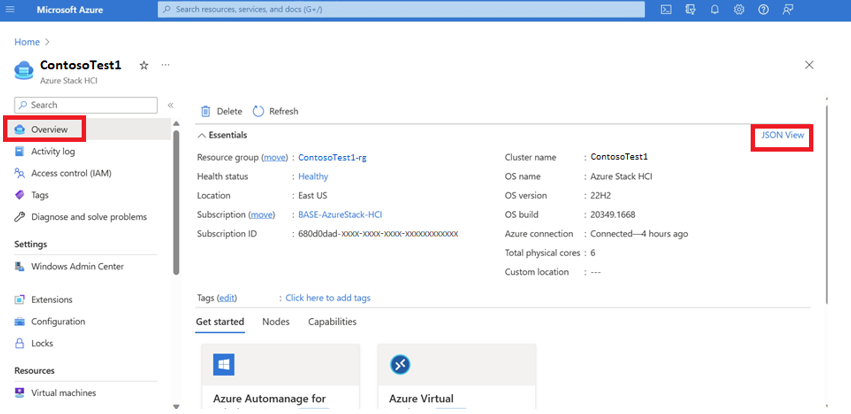 Microsoft Azure
Search resources, services, and docs (G+/)
Home
ContosoTest1
Azure Stack HCI
Search
Overview
Activity log
Access control (IAM)
Tags
Diagnose and solve problems
Settings
Windows Admin Center
Extensions
Configuration
Locks
Resources
Virtual machines
Delete Refresh
Essentials
JSON View
Resource group (move) : ContosoTest1-rg
Health status : Healthy
Location : East US
Subscription (move) : BASE-AzureStack-HCI
Subscription ID : 680d0dad-xxxx-xxxx-xxxx-xxxxxxxxxxxx
Cluster name : ContosoTest1
OS name : Azure Stack HCI
OS version : 22H2
OS build : 20349.1668
Azure connection : Connected—4 hours ago
Total physical cores : 6
Custom location : ---
Tags (edit) : Click here to add tags
Get started Nodes Capabilities
Azure Automanage for
Azure Virtual